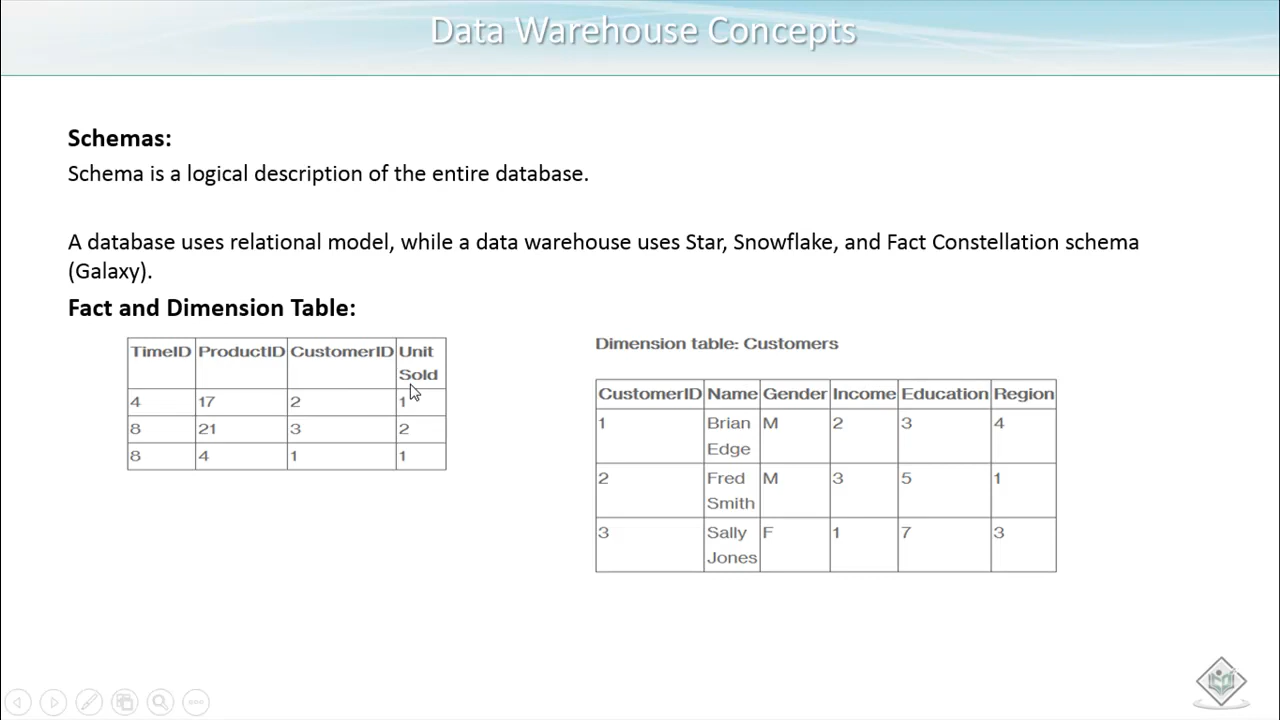 Data Warehouse Concepts
Schemas:
Schema is a logical description of the entire database.
A database uses relational model, while a data warehouse uses Star, Snowflake, and Fact Constellation schema
(Galaxy).
Fact and Dimension Table:
TimeID ProductID CustomerID Unit
Sold
4 17 2 1
8 21 3 2
8 4 1 1
Dimension table: Customers
CustomerID Name Gender Income Education Region
1 Brian M 2 3 4
Edge
2 Fred M 3 5 1
Smith
3 Sally F 1 7 3
Jones